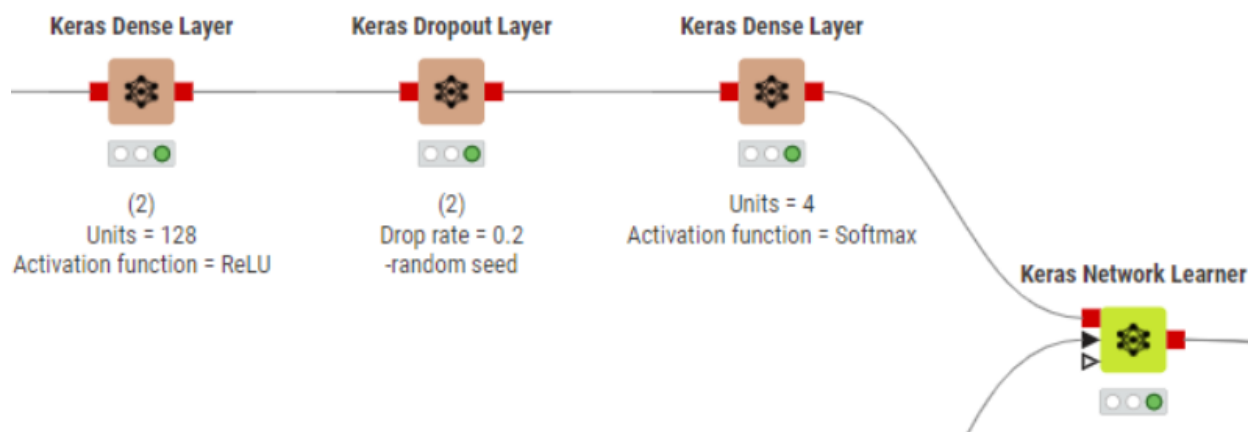 Keras Dense Layer
Keras Dropout Layer
Keras Dense Layer
(2)
Units = 128
Activation function = ReLU
(2)
Drop rate = 0.2
-random seed
Units = 4
Activation function = Softmax
Keras Network Learner